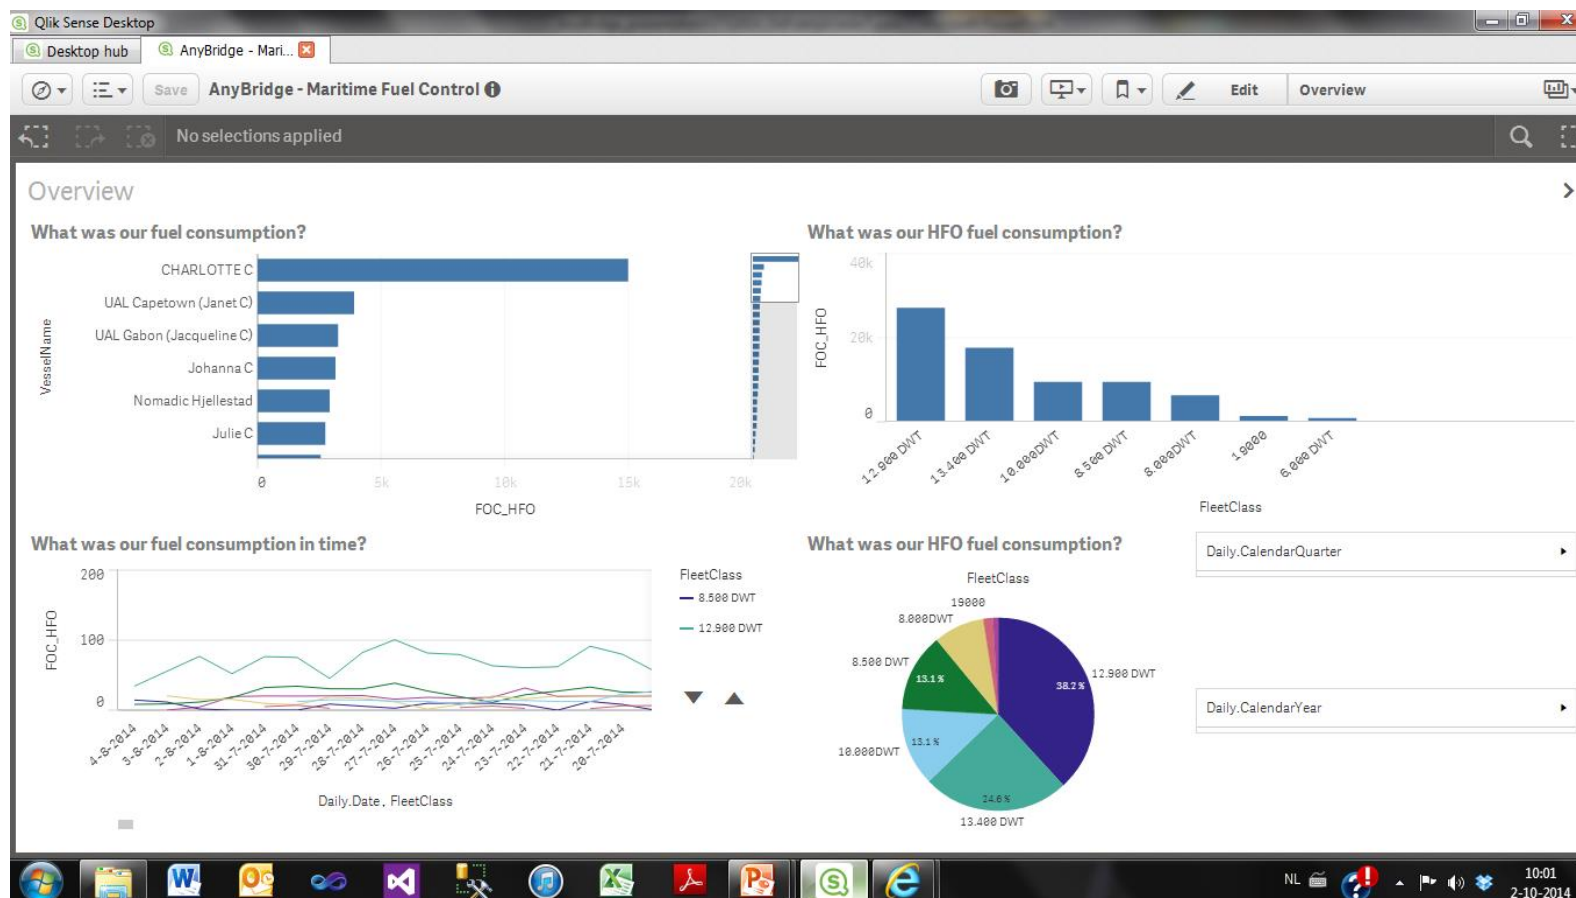 Qlik Sense Desktop
Desktop hub
AnyBridge - Mari...
Save
AnyBridge - Maritime Fuel Control
Edit
Overview
No selections applied
Overview
What was our fuel consumption?
VesselName
CHARLOTTE C
UAL Capetown (Janet C)
UAL Gabon (Jacqueline C)
Johanna C
Nomadic Hjellestad
Julie C
0 5k 10k 15k 20k
FOC_HFO
What was our HFO fuel consumption?
FOC_HFO
40k
20k
0
12.900 DWT
13.400 DWT
10.000DWT
8.500 DWT
8.000DWT
19000
6.000 DWT
FleetClass
What was our fuel consumption in time?
FOC_HFO
200
100
0
4-8-2014
3-8-2014
2-8-2014
1-8-2014
31-7-2014
30-7-2014
29-7-2014
28-7-2014
27-7-2014
26-7-2014
25-7-2014
24-7-2014
23-7-2014
22-7-2014
21-7-2014
20-7-2014
Daily.Date, FleetClass
FleetClass
8.500 DWT
12.900 DWT
What was our HFO fuel consumption?
FleetClass
19000
8.000DWT
8.500 DWT
13.1%
12.900 DWT
38.2%
10.000DWT
13.1%
24.6%
13.400 DWT
Daily.CalendarQuarter
Daily.CalendarYear
NL
10:01
2-10-2014